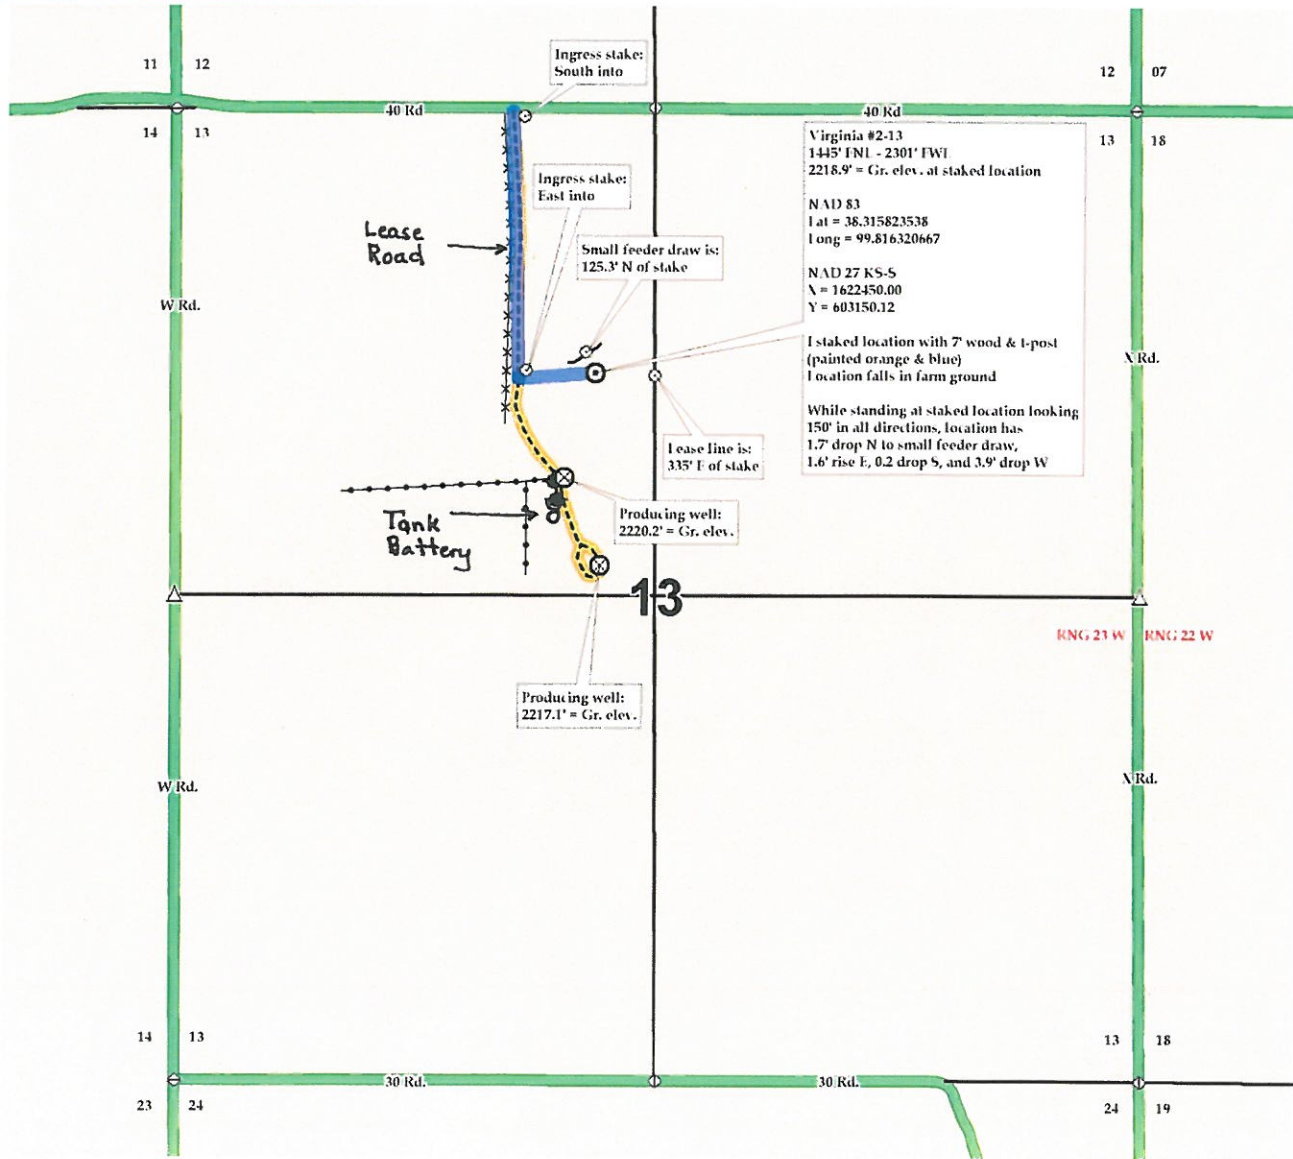 11 12
12 07
Ingress stake:
South into
40 Rd
40 Rd
14 13
13 18
Virginia #2-13
1445' FNL - 2301' FWL
2218.9' = Gr. elev. at staked location
NAD 83
Lat = 38.315823538
Long = 99.816320667
NAD 27 KS-S
X = 1622450.00
Y = 603150.12
I staked location with 7' wood & t-post
(painted orange & blue)
Location falls in farm ground
While standing at staked location looking
150' in all directions, location has
1.7' drop N to small feeder draw,
1.6' rise E, 0.2 drop S, and 3.9' drop W
Ingress stake:
East into
Lease
Road
Small feeder draw is:
125.3' N of stake
W Rd.
X Rd.
Lease line is:
335' E of stake
Tank
Battery
Producing well:
2220.2' = Gr. elev.
13
RNG 23 W RNG 22 W
Producing well:
2217.1' = Gr. elev.
W Rd.
X Rd.
14 13
13 18
30 Rd.
30 Rd.
23 24
24 19